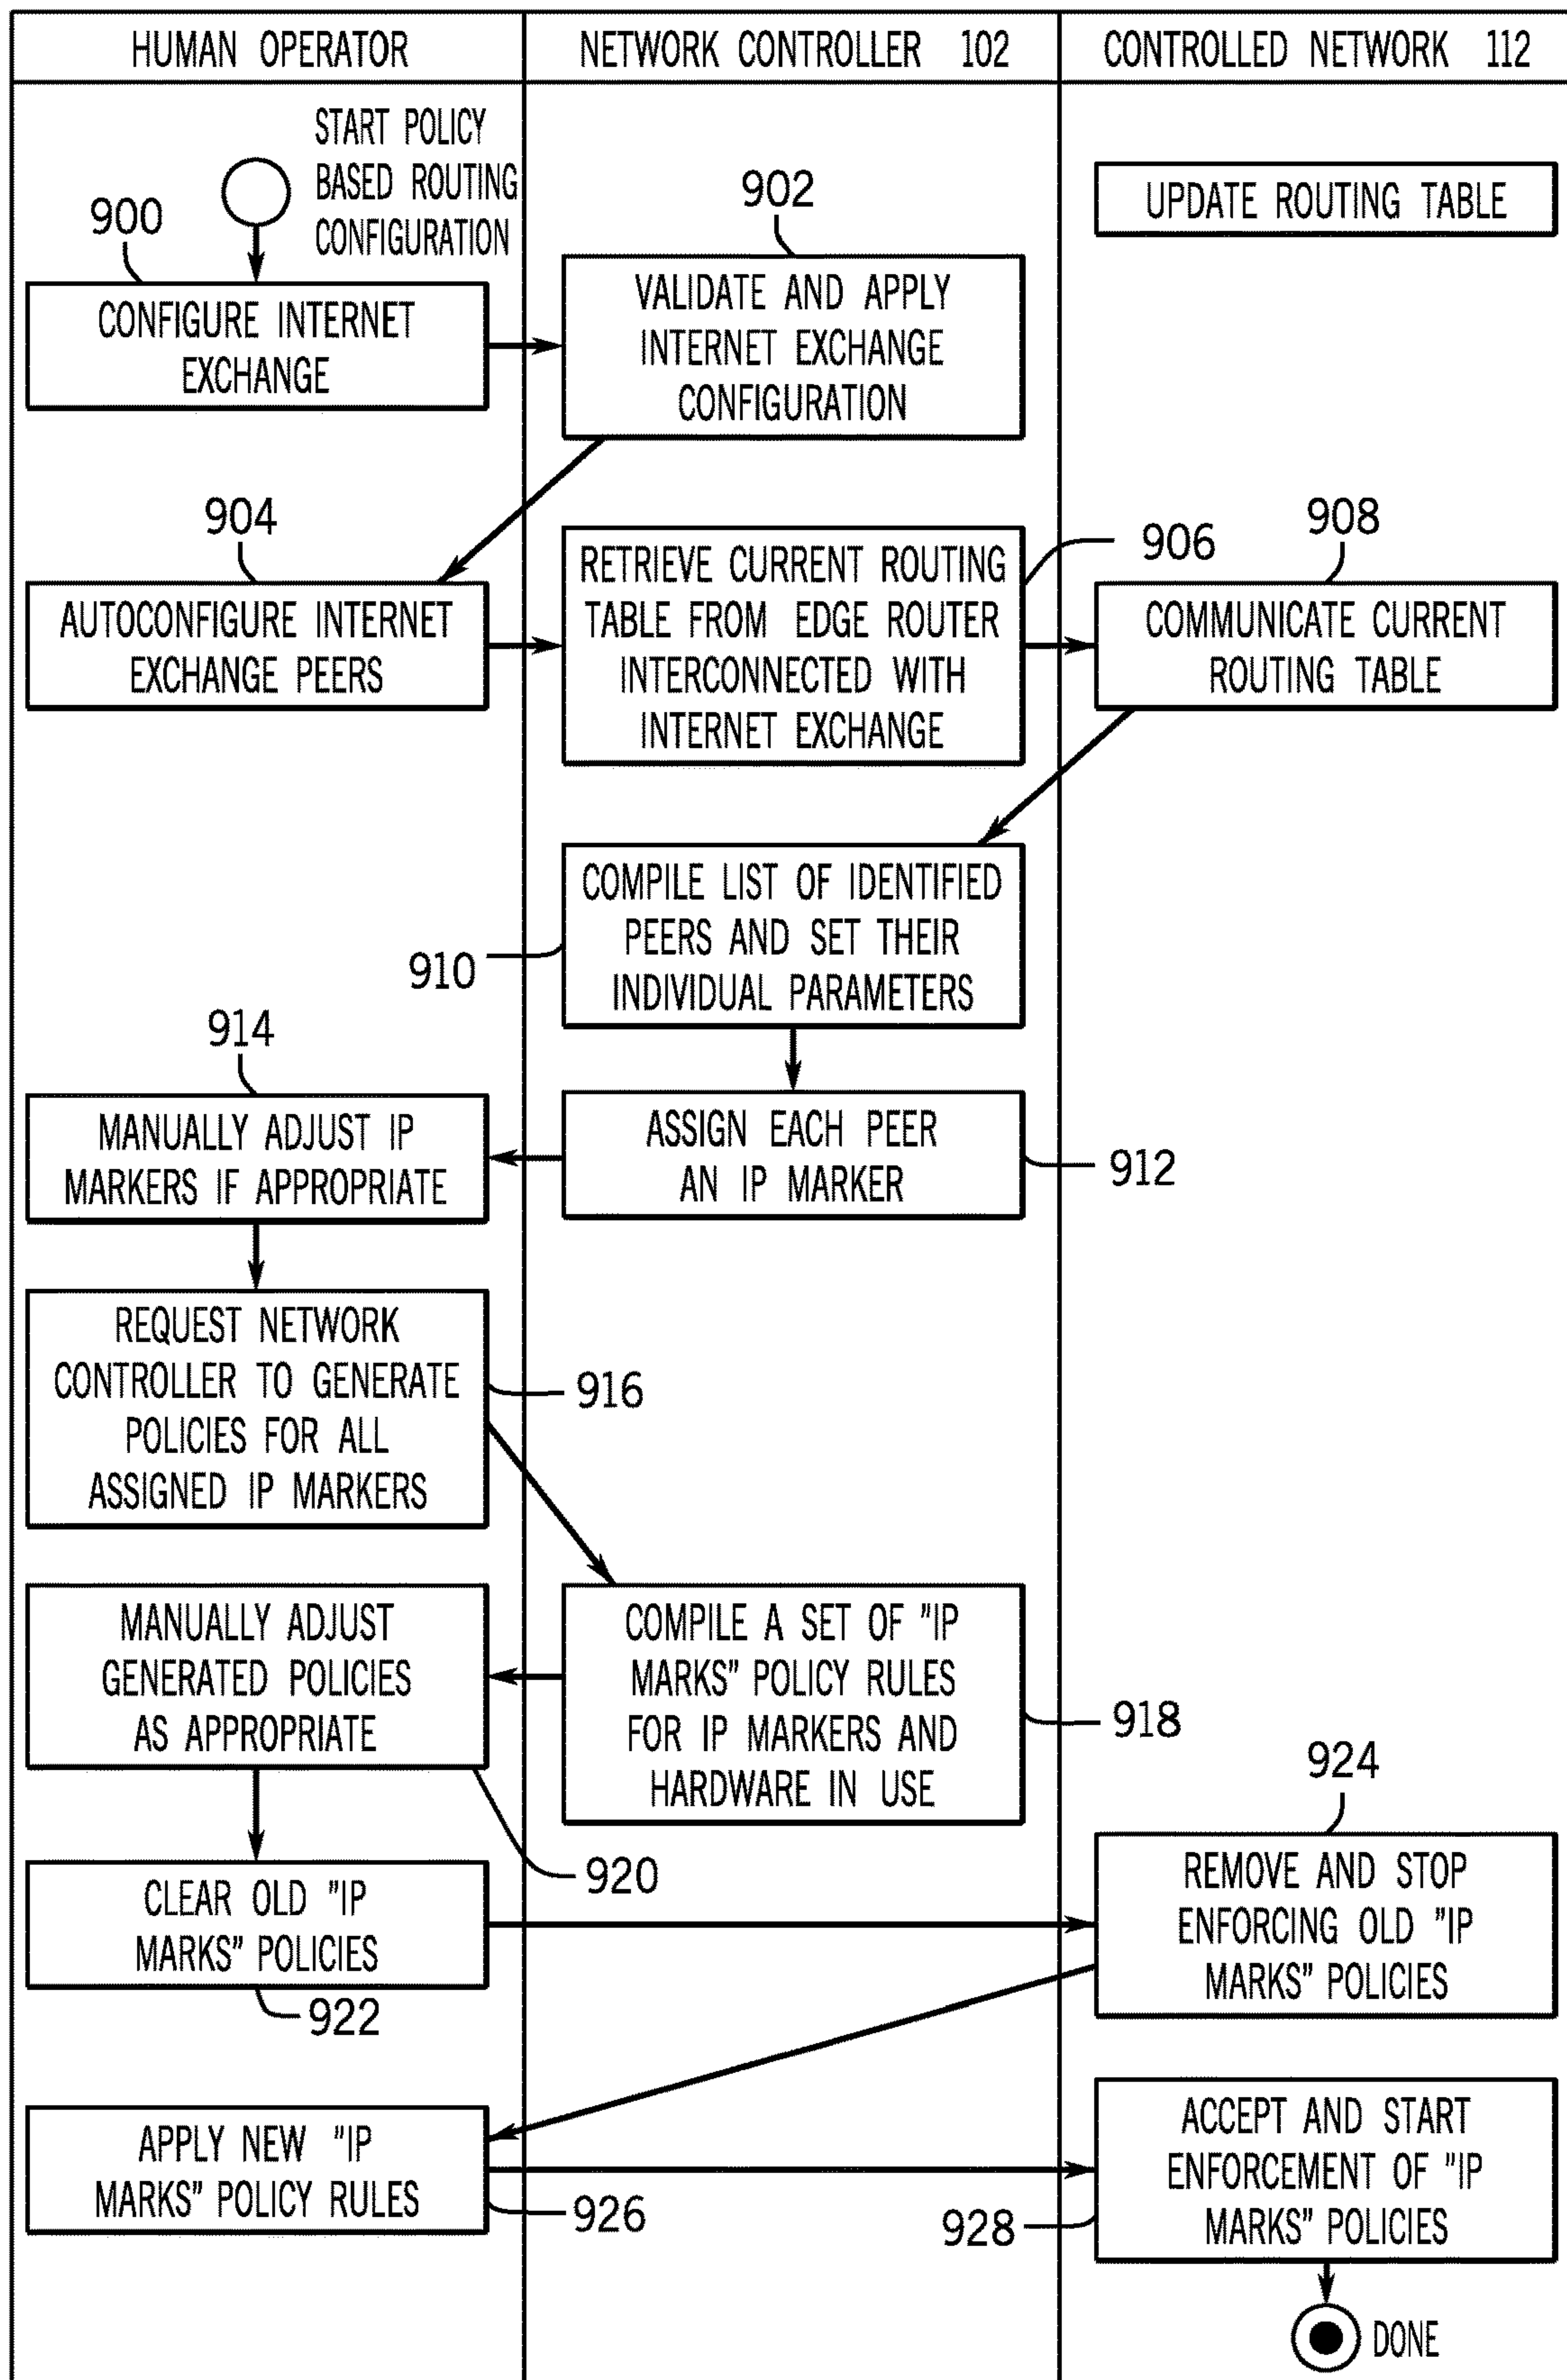 HUMAN OPERATOR
NETWORK CONTROLLER 102
CONTROLLED NETWORK 112
START POLICY
BASED ROUTING
CONFIGURATION
UPDATE ROUTING TABLE
900
CONFIGURE INTERNET
EXCHANGE
902
VALIDATE AND APPLY
INTERNET EXCHANGE
CONFIGURATION
904
AUTOCONFIGURE INTERNET
EXCHANGE PEERS
906
RETRIEVE CURRENT ROUTING
TABLE FROM EDGE ROUTER
INTERCONNECTED WITH
INTERNET EXCHANGE
908
COMMUNICATE CURRENT
ROUTING TABLE
910
COMPILE LIST OF IDENTIFIED
PEERS AND SET THEIR
INDIVIDUAL PARAMETERS
912
ASSIGN EACH PEER
AN IP MARKER
914
MANUALLY ADJUST IP
MARKERS IF APPROPRIATE
916
REQUEST NETWORK
CONTROLLER TO GENERATE
POLICIES FOR ALL
ASSIGNED IP MARKERS
918
COMPILE A SET OF "IP
MARKS" POLICY RULES
FOR IP MARKERS AND
HARDWARE IN USE
MANUALLY ADJUST
GENERATED POLICIES
AS APPROPRIATE
920
CLEAR OLD "IP
MARKS" POLICIES
922
924
REMOVE AND STOP
ENFORCING OLD "IP
MARKS" POLICIES
APPLY NEW "IP
MARKS" POLICY RULES
926
928
ACCEPT AND START
ENFORCEMENT OF "IP
MARKS" POLICIES
DONE